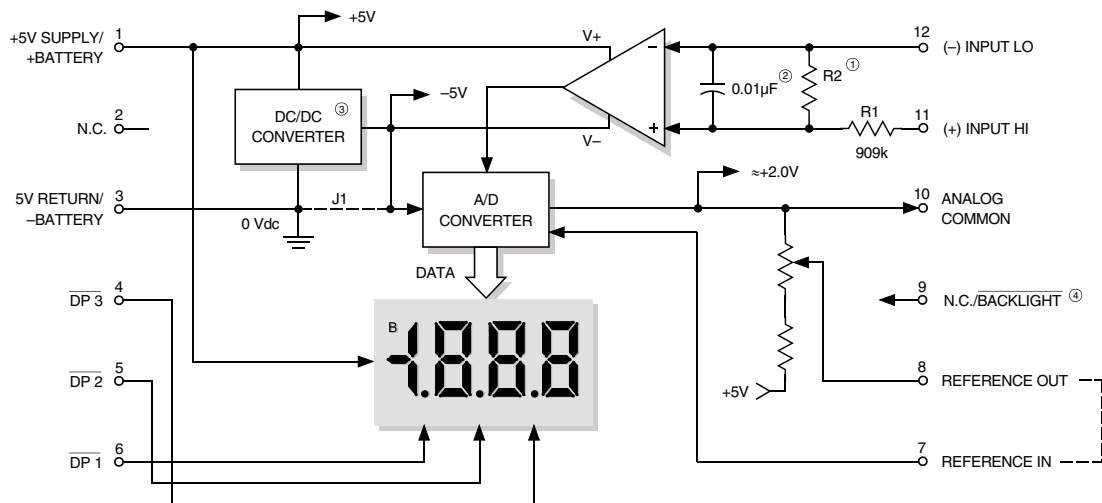 +5V
+5V SUPPLY/
+BATTERY
1
V+
12
(–) INPUT LO
–
–5V
0.01µF ②
R2 ①
DC/DC ③
CONVERTER
R1
2
N.C.
+
11
(+) INPUT HI
V–
909k
≈+2.0V
5V RETURN/
–BATTERY
3
J1
A/D
CONVERTER
10
ANALOG
COMMON
0 Vdc
DATA
4
DP 3
9
N.C./BACKLIGHT ④
B
-1.8.8.8
5
DP 2
8
REFERENCE OUT
+5V
6
DP 1
7
REFERENCE IN